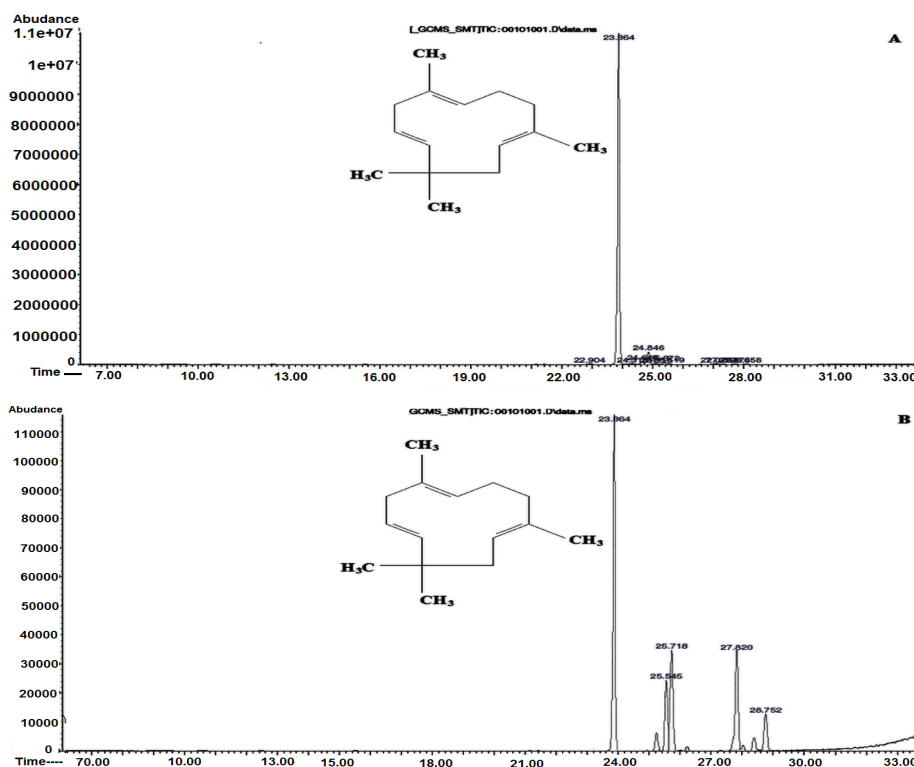 Abudance
[_GCMS_SMT]TIC: 00101001.D\data.ms
A
1.1e+07
1e+07
9000000
8000000
7000000
6000000
5000000
4000000
3000000
2000000
1000000
0
23.864
CH₃
CH₃
H₃C
CH₃
22.904
24.846
Time
7.00 10.00 13.00 16.00 19.00 22.00 25.00 28.00 31.00 33.00
Abudance
GCMS_SMT]TIC: 00101001.D\data.ms
B
110000
100000
90000
80000
70000
60000
50000
40000
30000
20000
10000
0
23.864
CH₃
CH₃
H₃C
CH₃
25.718
27.820
25.545
28.752
Time----
70.00 10.00 13.00 15.00 18.00 21.00 24.00 27.00 30.00 33.00